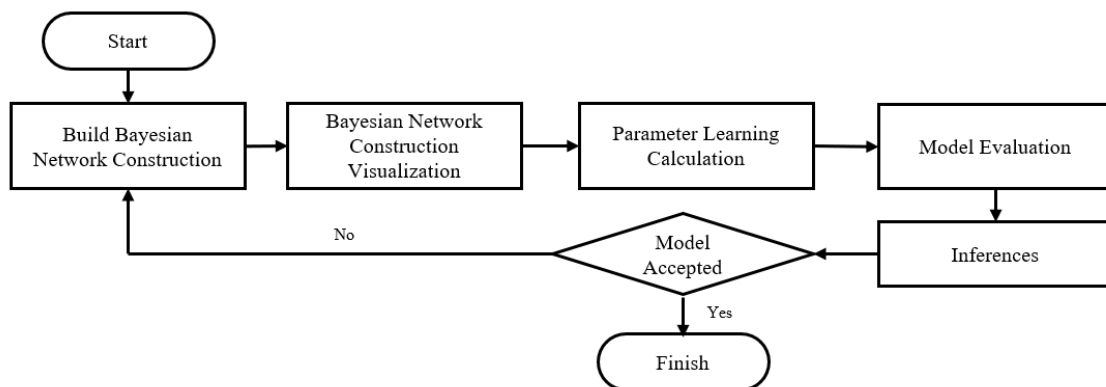 Start
Build Bayesian
Network Construction
Bayesian Network
Construction
Visualization
Parameter Learning
Calculation
Model Evaluation
Inferences
Model
Accepted
No
Yes
Finish